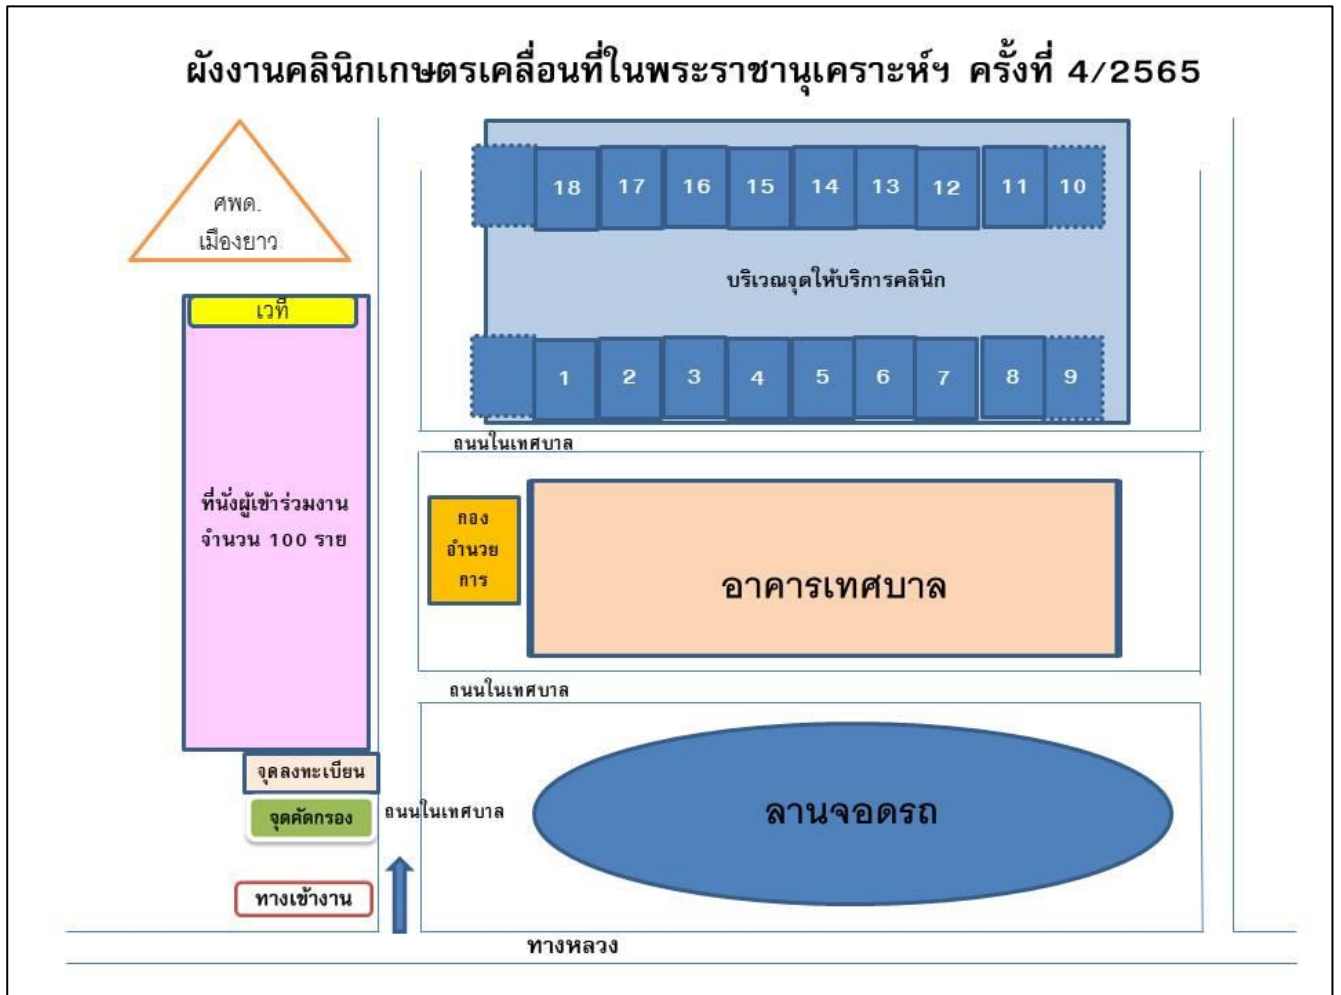 ผังงานคลินิกเกษตรเคลื่อนที่ในพระราชานุเคราะห์ฯ ครั้งที่ 4/2565
ศพด.
เมืองยาว
18 17 16 15 14 13 12 11 10
บริเวณจุดให้บริการคลินิก
เวที
1 2 3 4 5 6 7 8 9
ถนนในเทศบาล
ที่นั่งผู้เข้าร่วมงาน
จำนวน 100 ราย
กอง
อำนวย
การ
อาคารเทศบาล
ถนนในเทศบาล
จุดลงทะเบียน
จุดคัดกรอง
ถนนในเทศบาล
ลานจอดรถ
ทางเข้างาน
ทางหลวง